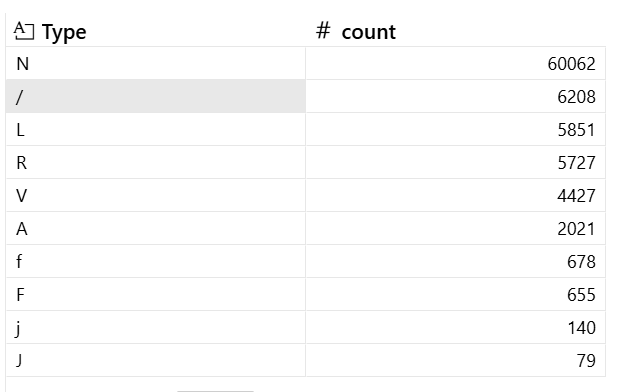 Type # count
N 60062
/ 6208
L 5851
R 5727
V 4427
A 2021
f 678
F 655
j 140
J 79